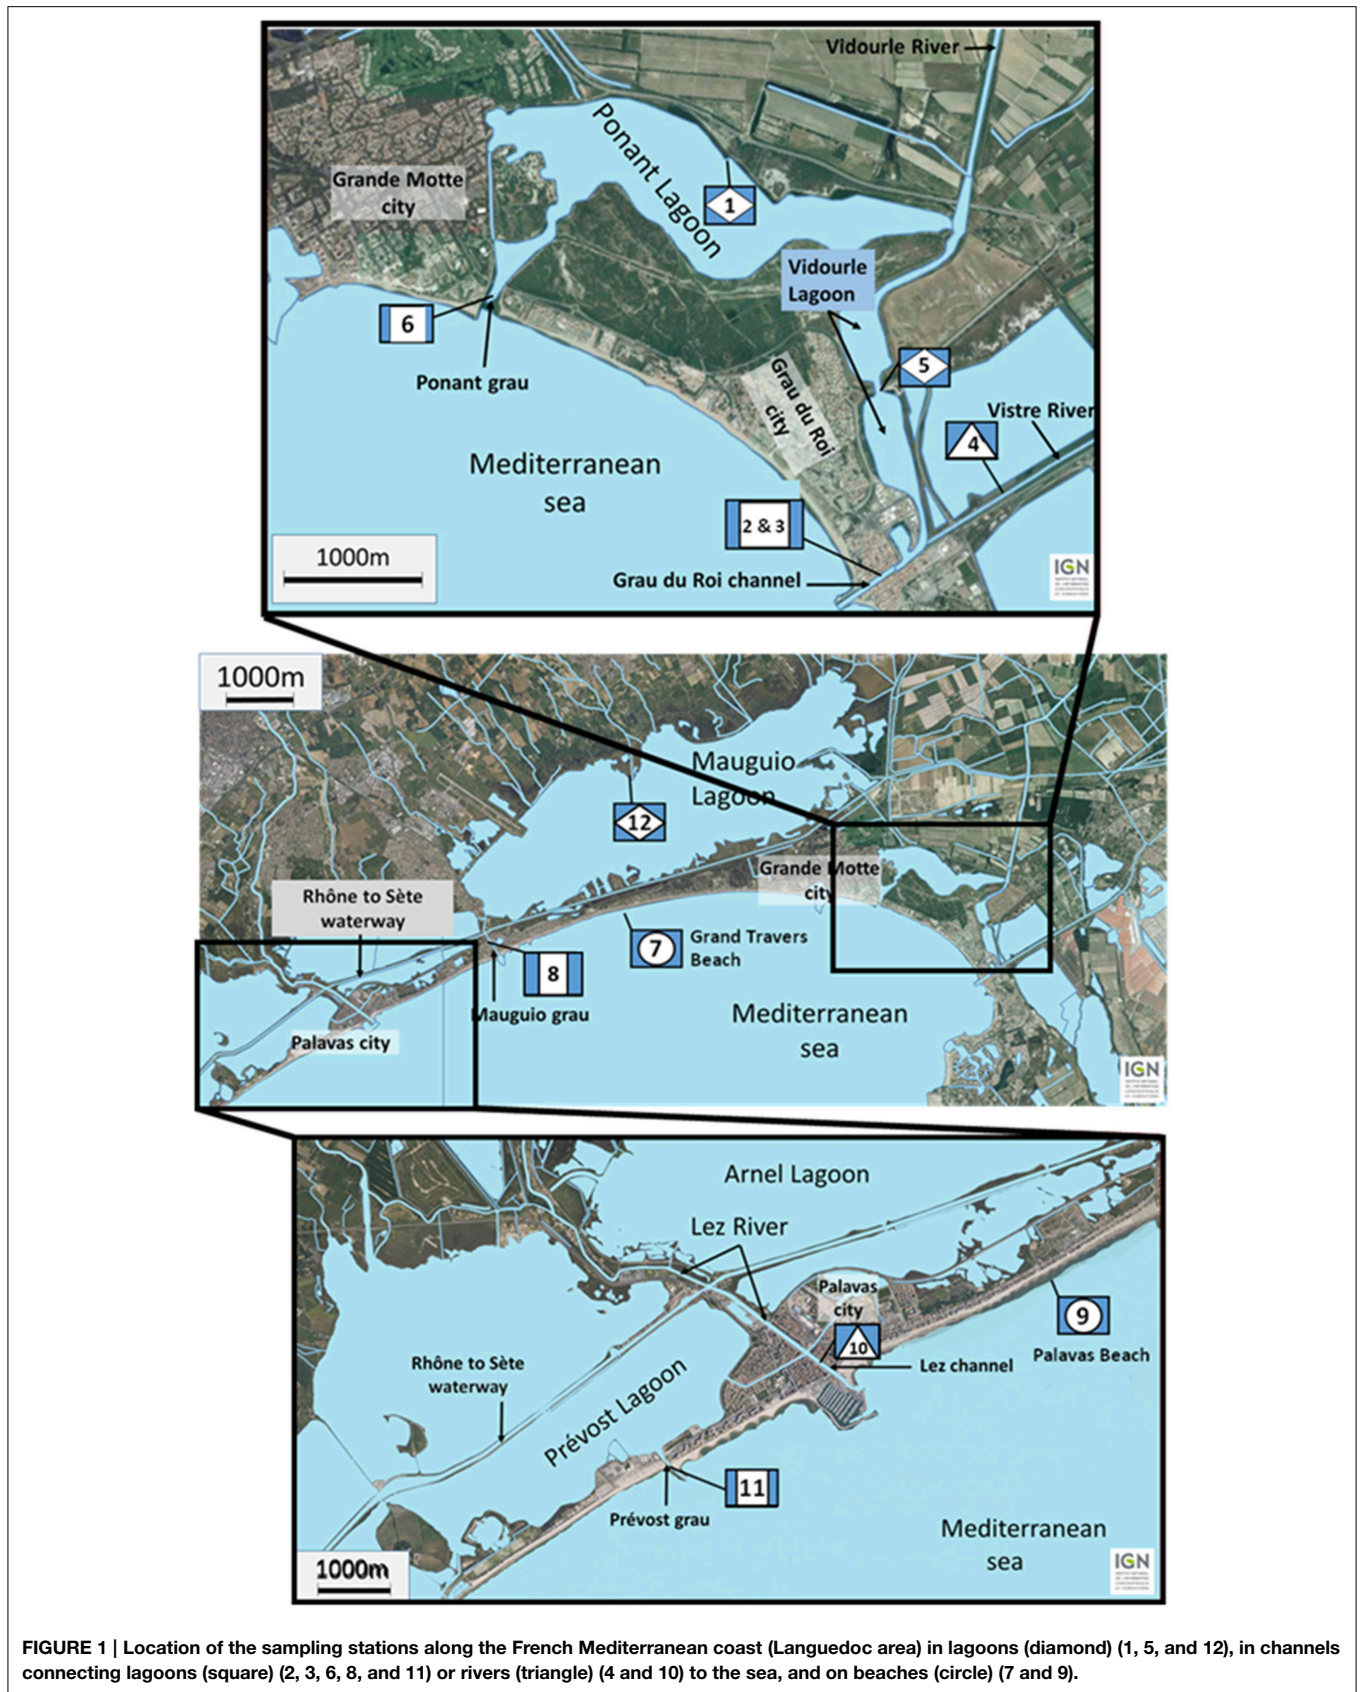 Vidourle River
Ponant Lagoon
Grande Motte
city
1
Vidourle
Lagoon
6
Ponant grau
5
Grau du Roi
city
Vistre River
4
Mediterranean
sea
2 & 3
1000m
Grau du Roi channel
IGN
1000m
Mauguio
Lagoon
12
Grande Motte
city
Rhône to Sète
waterway
7
Grand Travers
Beach
8
Mauguio grau
Mediterranean
sea
Palavas city
IGN
Arnel Lagoon
Lez River
Palavas
city
9
10
Palavas Beach
Rhône to Sète
waterway
Lez channel
Prévost Lagoon
11
Prévost grau
Mediterranean
sea
1000m
IGN
FIGURE 1 | Location of the sampling stations along the French Mediterranean coast (Languedoc area) in lagoons (diamond) (1, 5, and 12), in channels
connecting lagoons (square) (2, 3, 6, 8, and 11) or rivers (triangle) (4 and 10) to the sea, and on beaches (circle) (7 and 9).